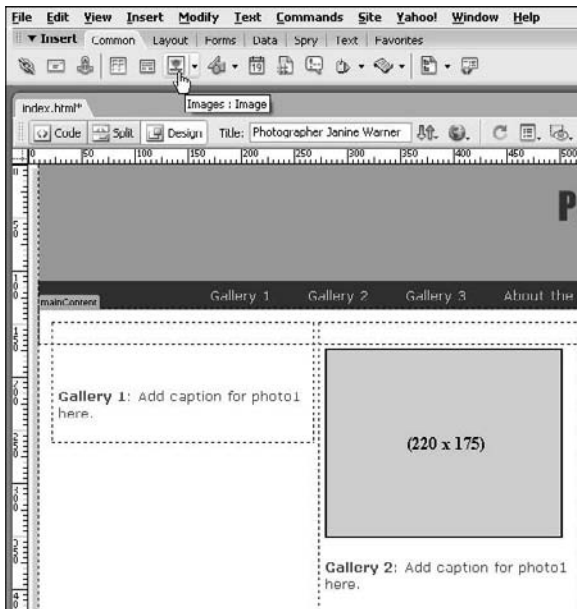 File Edit View Insert Modify Text Commands Site Yahoo! Window Help
▼ Insert Common Layout Forms Data Spry Text Favorites
19
Images : Image
index.html*
Code Split Design Title: Photographer Janine Warner
0 50 100 150 200 250 300 350 400 450 500
P
mainContent Gallery 1 Gallery 2 Gallery 3 About the
Gallery 1: Add caption for photo1
here.
(220 x 175)
Gallery 2: Add caption for photo1
here.